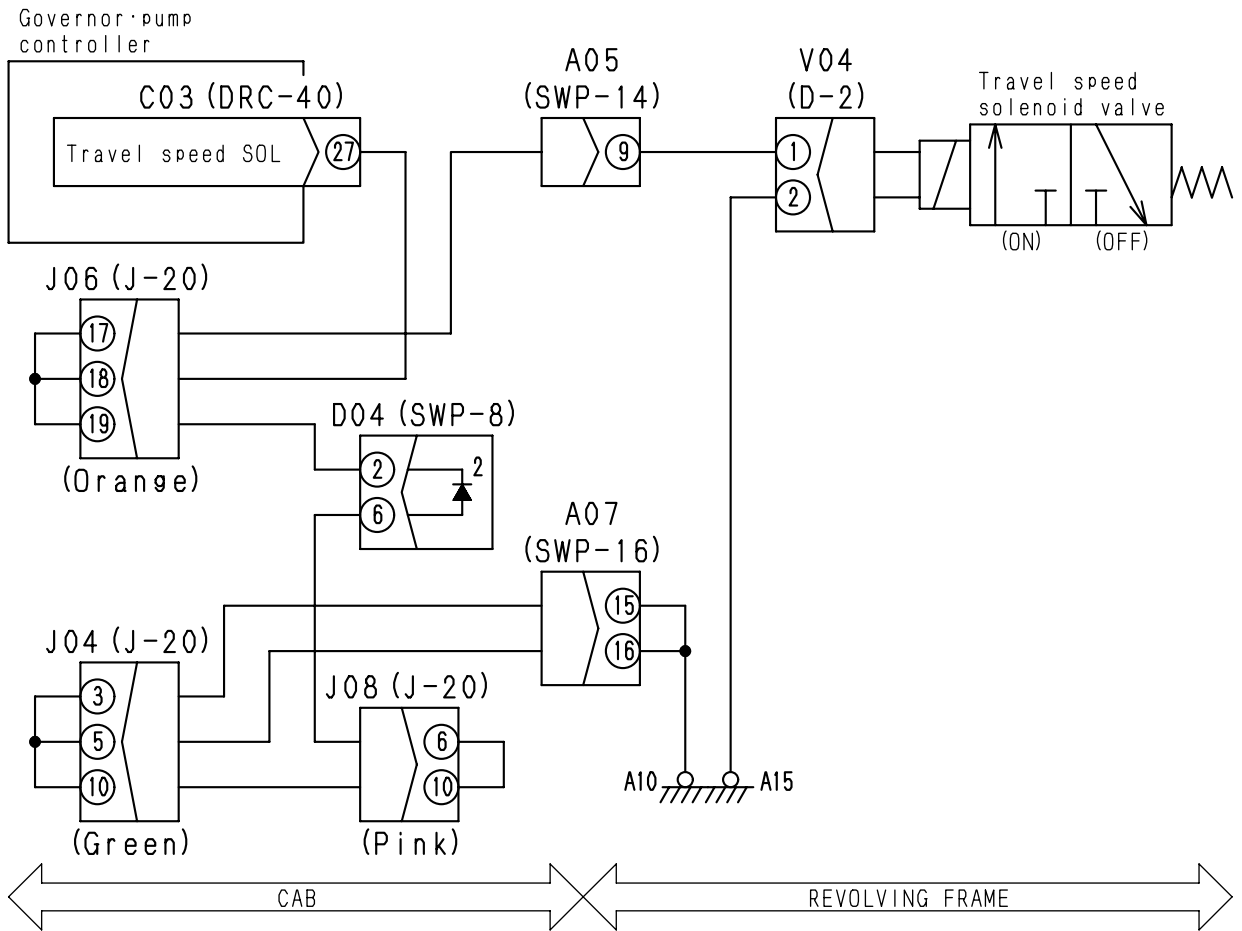 Governor·pump
controller
C03 (DRC-40)
Travel speed SOL
27
A05
(SWP-14)
9
V04
(D-2)
1
2
Travel speed
solenoid valve
(ON)
(OFF)
J06 (J-20)
17
18
19
(Orange)
D04 (SWP-8)
2
6
2
A07
(SWP-16)
15
16
J04 (J-20)
3
5
10
(Green)
J08 (J-20)
6
10
(Pink)
A10
A15
CAB
REVOLVING FRAME